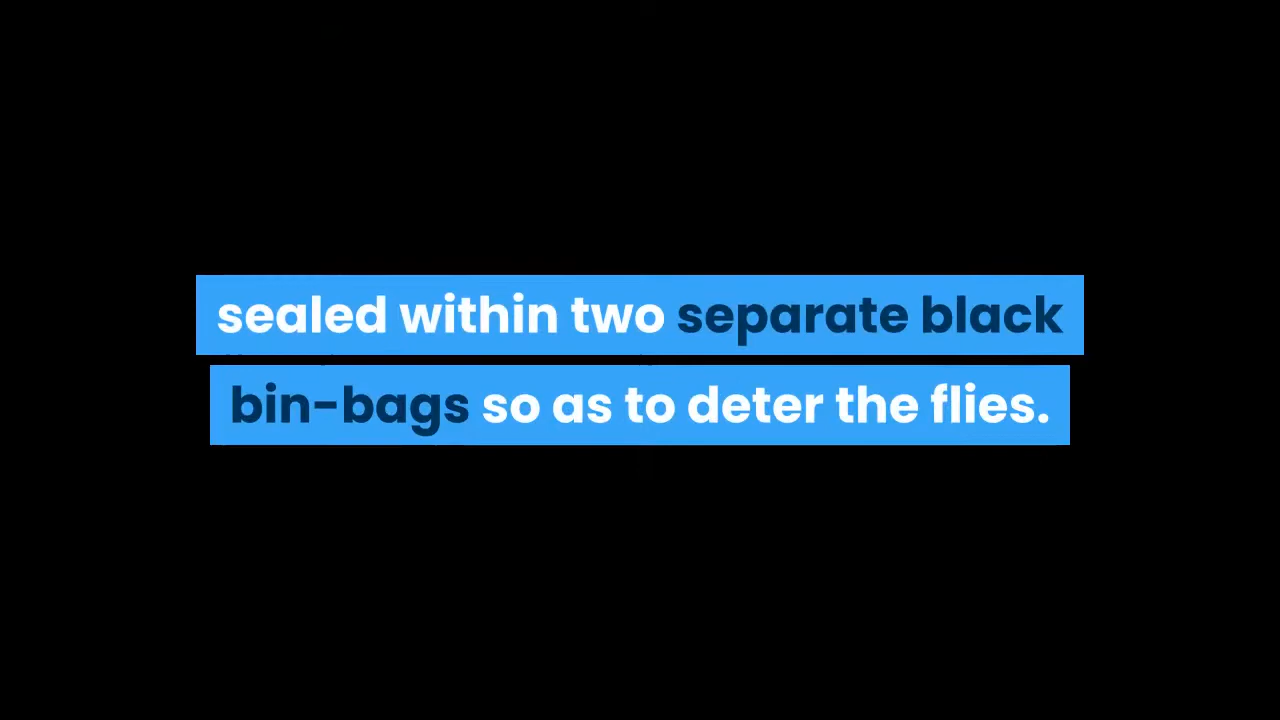 sealed within two separate black
bin-bags so as to deter the flies.